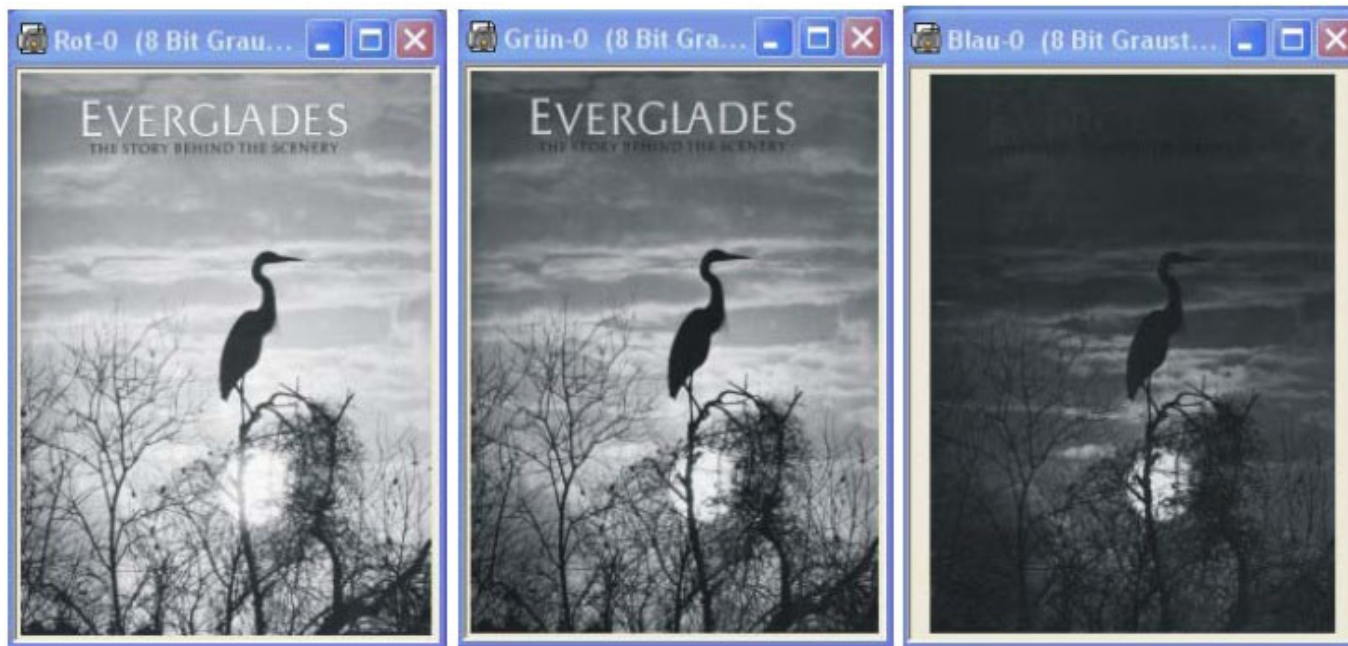 Rot-0 (8 Bit Grau...
EVERGLADES
THE STORY BEHIND THE SCENERY
Grün-0 (8 Bit Gra...
EVERGLADES
THE STORY BEHIND THE SCENERY
Blau-0 (8 Bit Graust...